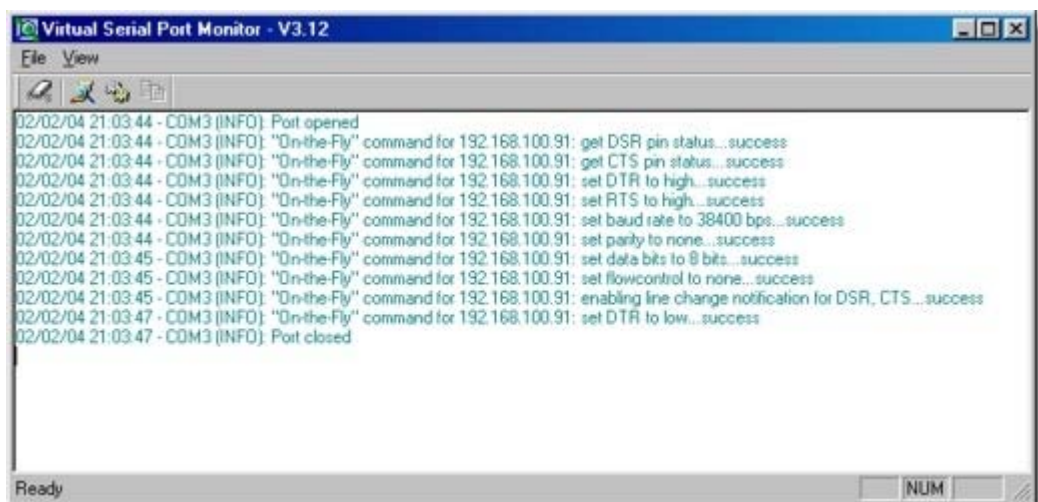 Virtual Serial Port Monitor - V3.12
File View
02/02/04 21:03:44 - COM3 (INFO): Port opened
02/02/04 21:03:44 - COM3 (INFO): "On-the-Fly" command for 192.168.100.91: get DSR pin status...success
02/02/04 21:03:44 - COM3 (INFO): "On-the-Fly" command for 192.168.100.91: get CTS pin status...success
02/02/04 21:03:44 - COM3 (INFO): "On-the-Fly" command for 192.168.100.91: set DTR to high...success
02/02/04 21:03:44 - COM3 (INFO): "On-the-Fly" command for 192.168.100.91: set RTS to high...success
02/02/04 21:03:44 - COM3 (INFO): "On-the-Fly" command for 192.168.100.91: set baud rate to 38400 bps...success
02/02/04 21:03:44 - COM3 (INFO): "On-the-Fly" command for 192.168.100.91: set parity to none...success
02/02/04 21:03:45 - COM3 (INFO): "On-the-Fly" command for 192.168.100.91: set data bits to 8 bits...success
02/02/04 21:03:45 - COM3 (INFO): "On-the-Fly" command for 192.168.100.91: set flowcontrol to none...success
02/02/04 21:03:45 - COM3 (INFO): "On-the-Fly" command for 192.168.100.91: enabling line change notification for DSR, CTS...success
02/02/04 21:03:47 - COM3 (INFO): "On-the-Fly" command for 192.168.100.91: set DTR to low...success
02/02/04 21:03:47 - COM3 (INFO): Port closed
Ready NUM